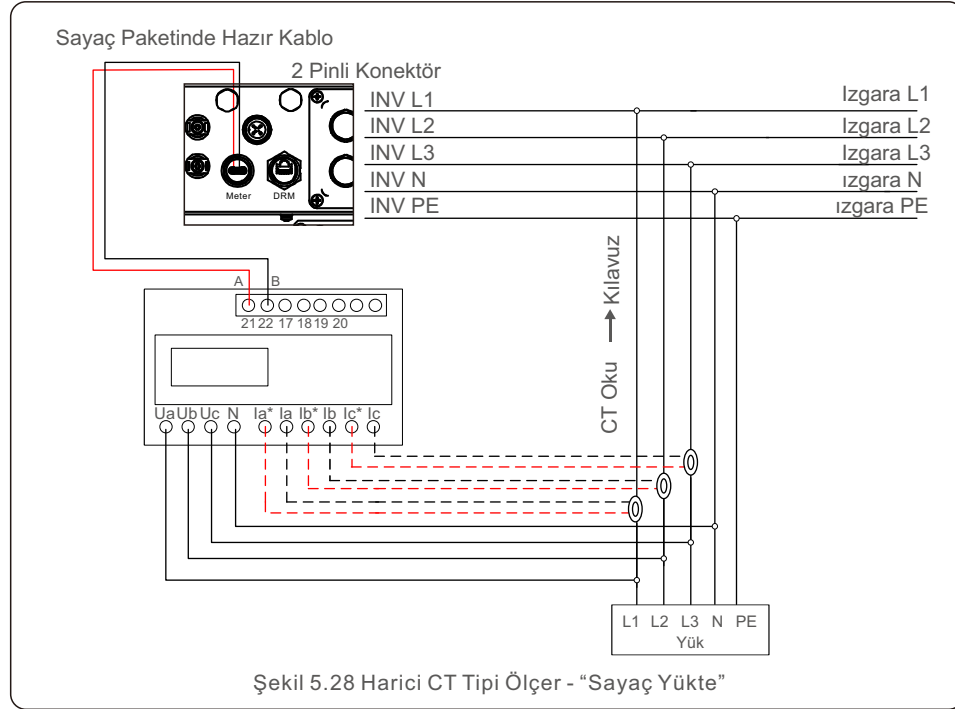 Sayaç Paketinde Hazır Kablo
2 Pinli Konektör
INV L1
Izgara L1
INV L2
Izgara L2
INV L3
Izgara L3
INV N
ızgara N
INV PE
ızgara PE
Meter
DRM
CT Oku → Kılavuz
A
B
21 22 17 18 19 20
Ua Ub Uc N Ia* Ia Ib* Ib Ic* Ic
L1 L2 L3 N PE
Yük
Şekil 5.28 Harici CT Tipi Ölçer - “Sayaç Yükte”